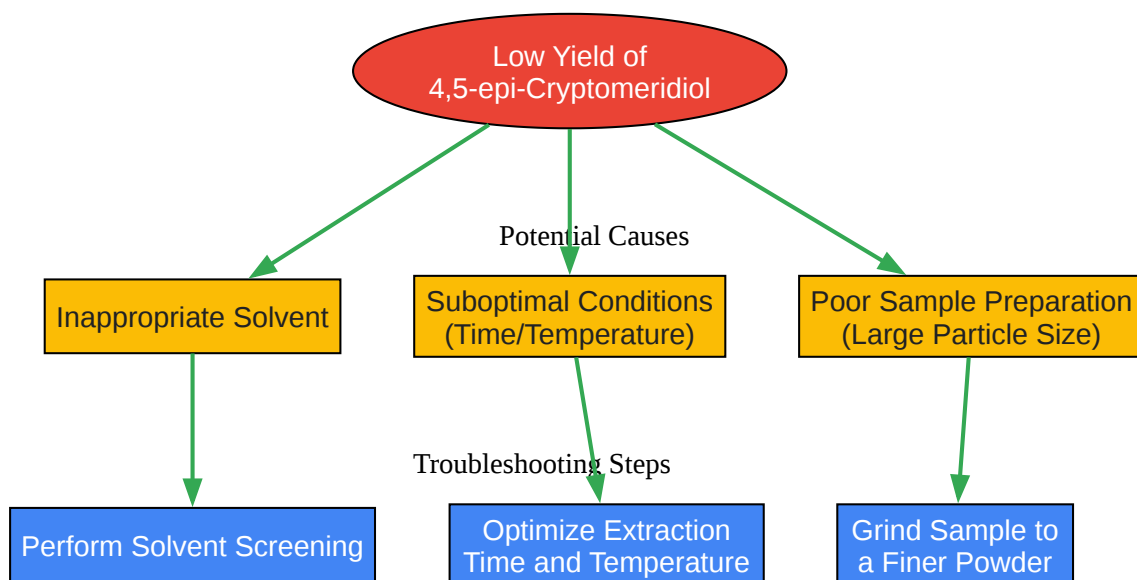 Low Yield of
4,5-epi-Cryptomeridiol
Potential Causes
Inappropriate Solvent
Suboptimal Conditions
(Time/Temperature)
Poor Sample Preparation
(Large Particle Size)
Troubleshooting Steps
Perform Solvent Screening
Optimize Extraction
Time and Temperature
Grind Sample to
a Finer Powder